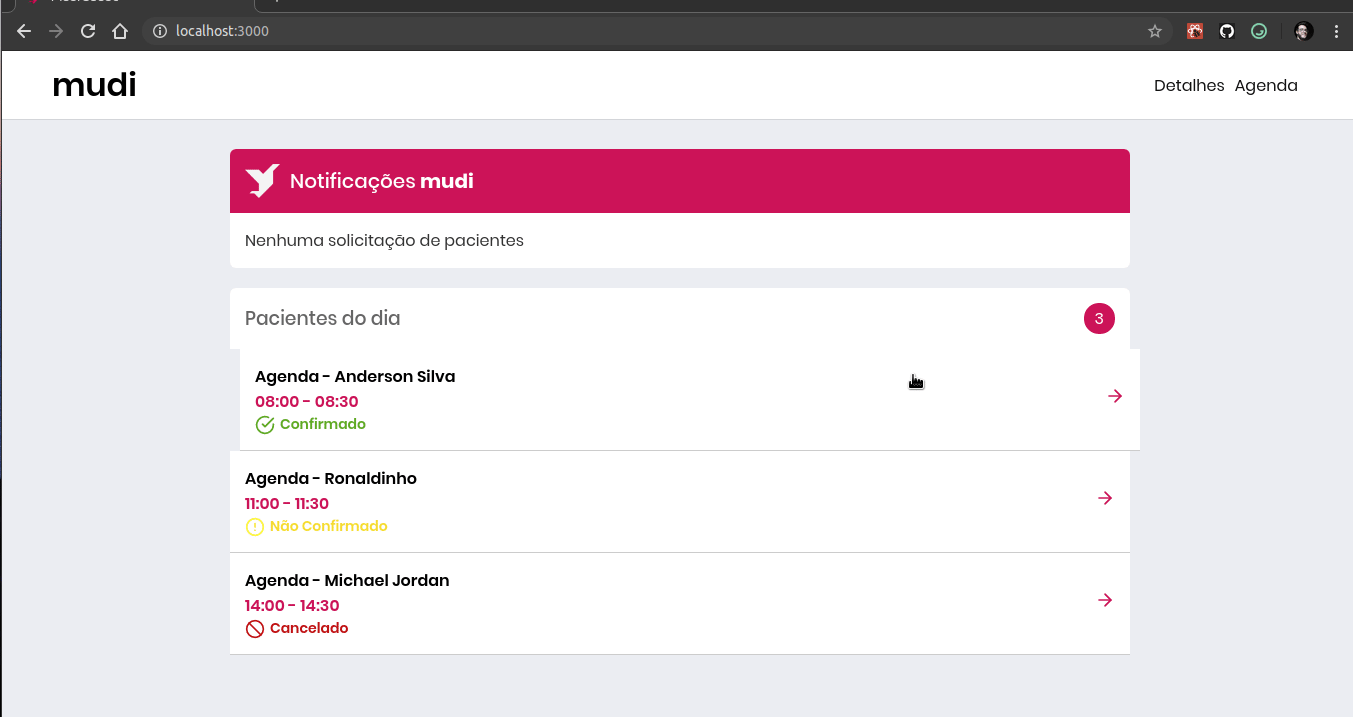 localhost:3000
mudi
Detalhes Agenda
Notificações mudi
Nenhuma solicitação de pacientes
Pacientes do dia
3
Agenda - Anderson Silva
08:00 - 08:30
Confirmado
Agenda - Ronaldinho
11:00 - 11:30
Não Confirmado
Agenda - Michael Jordan
14:00 - 14:30
Cancelado